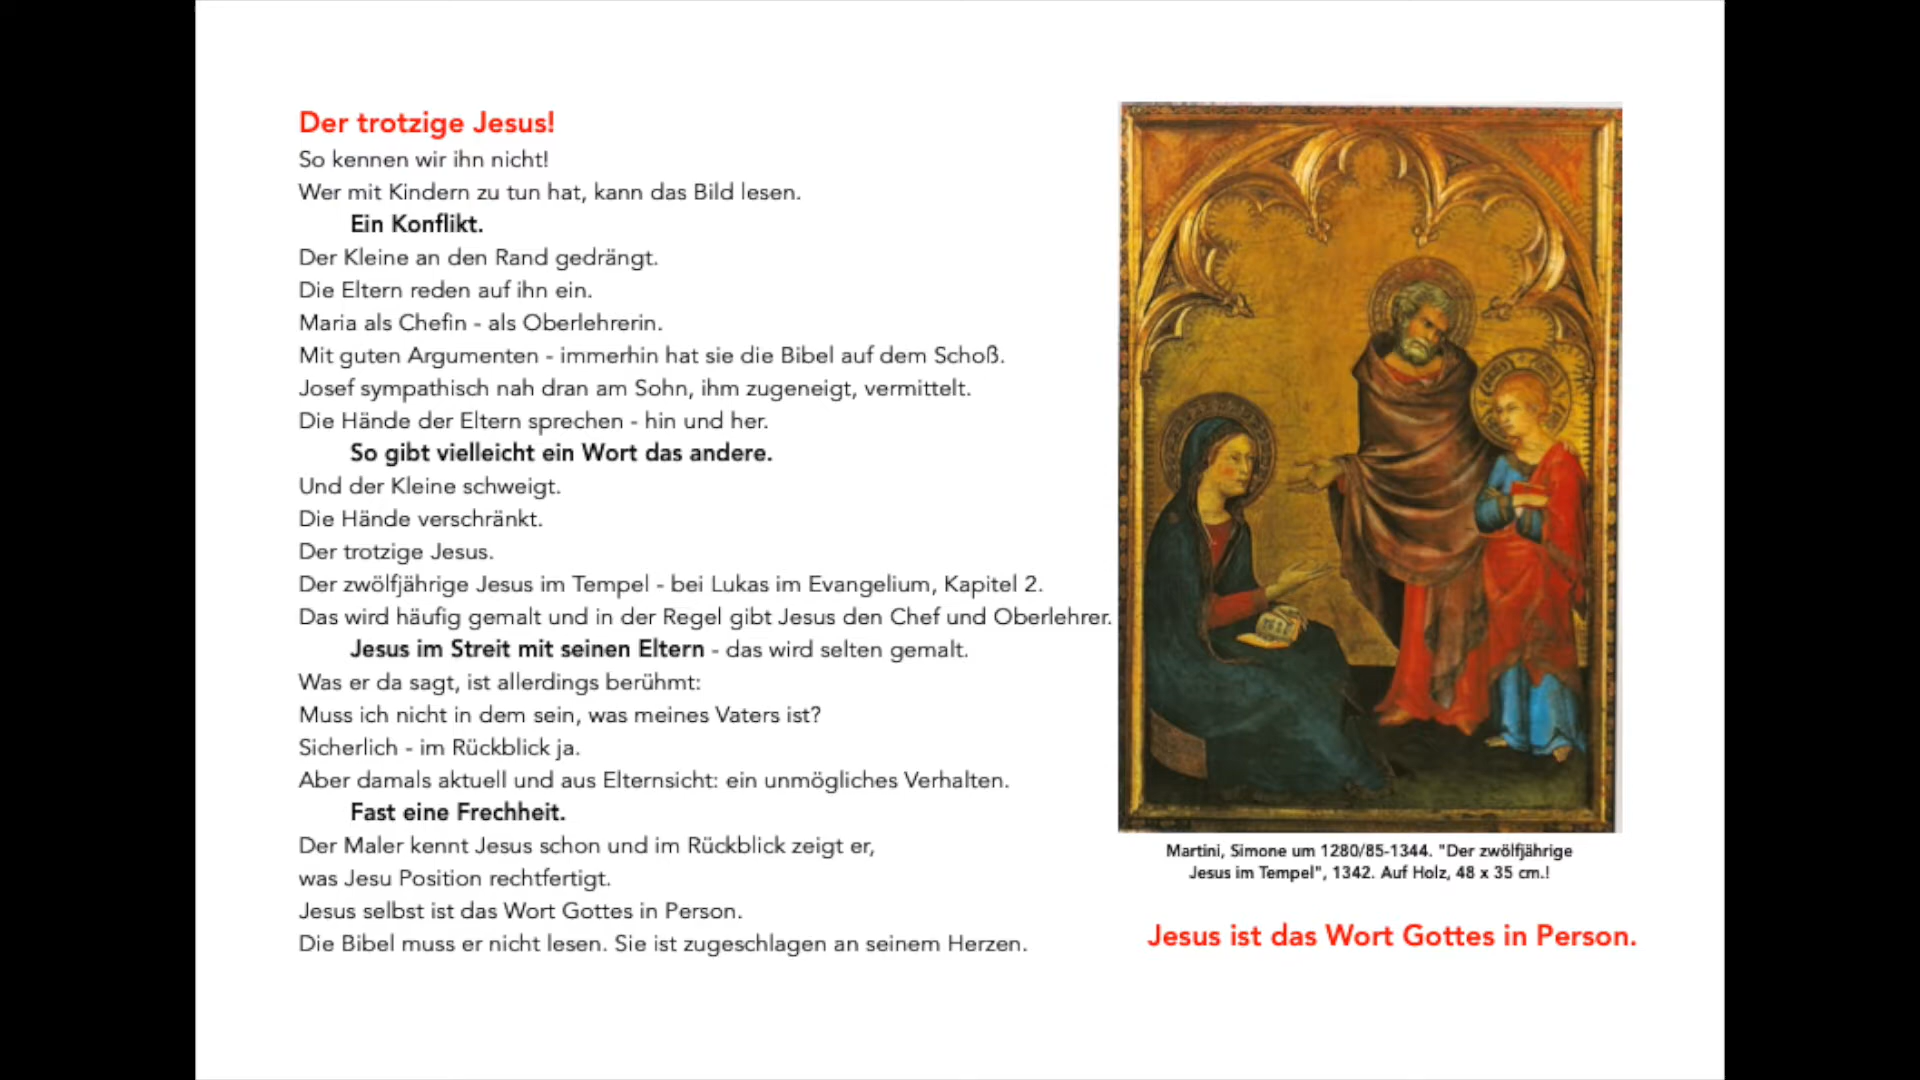 Der trotzige Jesus!
So kennen wir ihn nicht!
Wer mit Kindern zu tun hat, kann das Bild lesen.
Ein Konflikt.
Der Kleine an den Rand gedrängt.
Die Eltern reden auf ihn ein.
Maria als Chefin - als Oberlehrerin.
Mit guten Argumenten - immerhin hat sie die Bibel auf dem Schoß.
Josef sympathisch nah dran am Sohn, ihm zugeneigt, vermittelt.
Die Hände der Eltern sprechen - hin und her.
So gibt vielleicht ein Wort das andere.
Und der Kleine schweigt.
Die Hände verschränkt.
Der trotzige Jesus.
Der zwölfjährige Jesus im Tempel - bei Lukas im Evangelium, Kapitel 2.
Das wird häufig gemalt und in der Regel gibt Jesus den Chef und Oberlehrer.
Jesus im Streit mit seinen Eltern - das wird selten gemalt.
Was er da sagt, ist allerdings berühmt:
Muss ich nicht in dem sein, was meines Vaters ist?
Sicherlich - im Rückblick ja.
Aber damals aktuell und aus Elternsicht: ein unmögliches Verhalten.
Fast eine Frechheit.
Der Maler kennt Jesus schon und im Rückblick zeigt er,
was Jesu Position rechtfertigt.
Jesus selbst ist das Wort Gottes in Person.
Die Bibel muss er nicht lesen. Sie ist zugeschlagen an seinem Herzen.
Martini, Simone um 1280/85-1344. "Der zwölfjährige
Jesus im Tempel", 1342. Auf Holz, 48 x 35 cm.!
Jesus ist das Wort Gottes in Person.